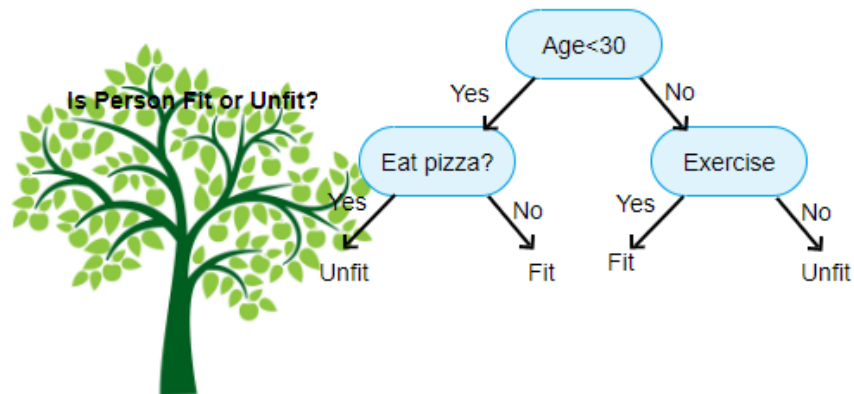 Age<30
Is Person Fit or Unfit?
Yes
No
Eat pizza?
Exercise
Yes
No
Yes
No
Unfit
Fit
Fit
Unfit